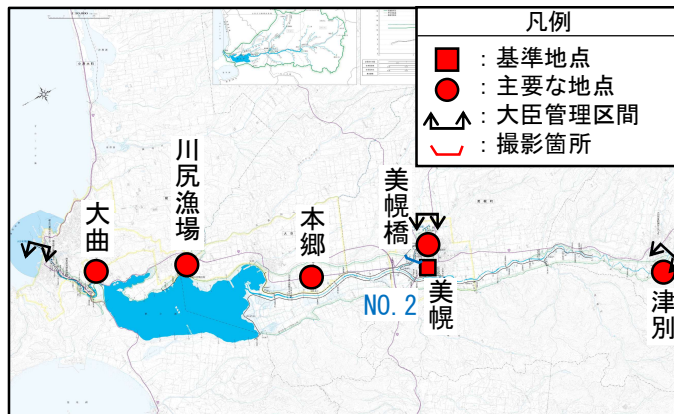 凡例
：基準地点
：主要な地点
：大臣管理区間
：撮影箇所
大曲
川尻漁場
本郷
美幌橋
NO.2
美幌
津別